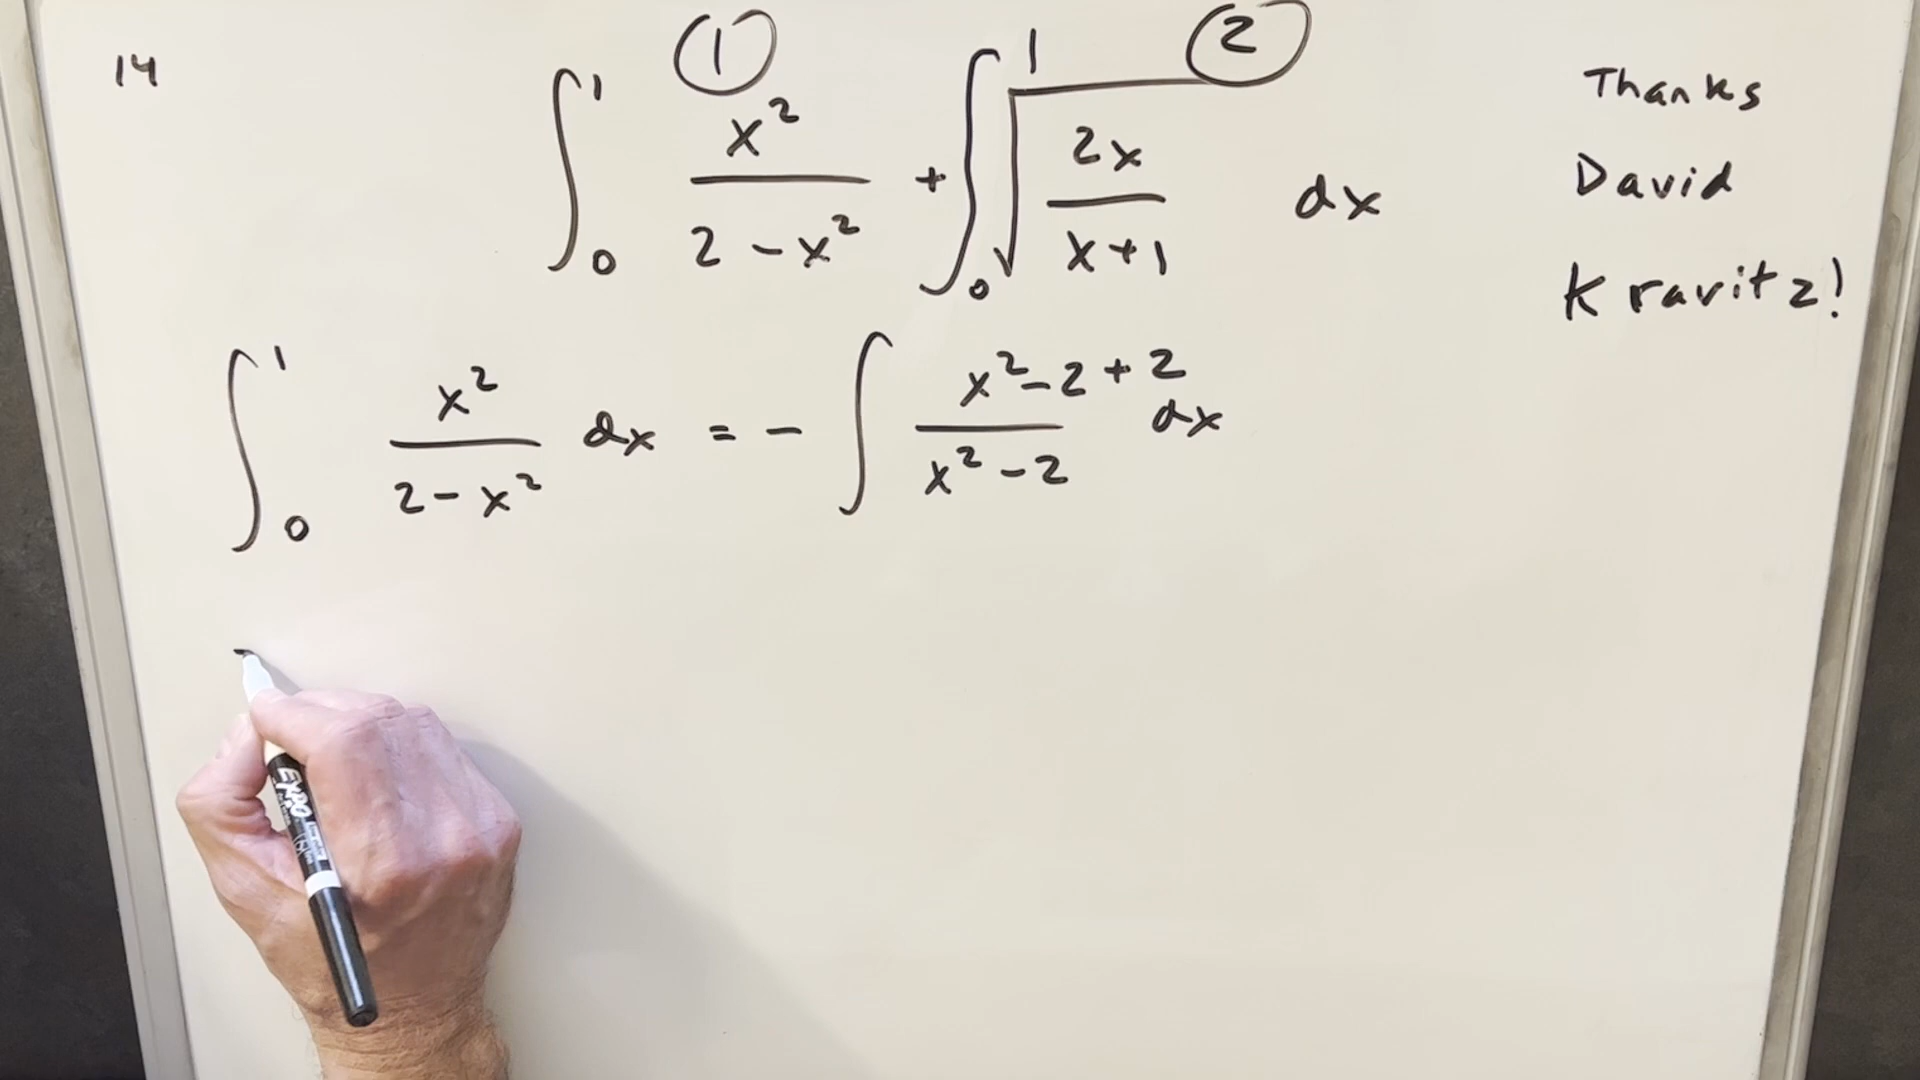 14
① ②
∫₀¹ x²/(2 - x²) + ∫₀¹ √(2x/(x+1)) dx
Thanks
David
Kravitz!
∫₀¹ x²/(2 - x²) dx = - ∫ (x² - 2 + 2)/(x² - 2) dx
EXPO